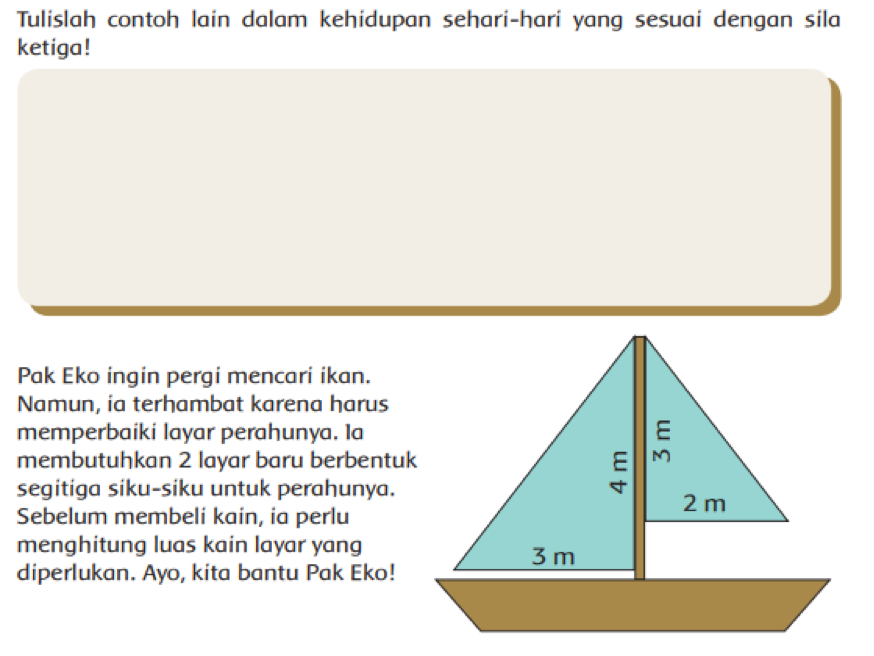 Tulislah contoh lain dalam kehidupan sehari-hari yang sesuai dengan sila
ketiga!
Pak Eko ingin pergi mencari ikan.
Namun, ia terhambat karena harus
memperbaiki layar perahunya. Ia
membutuhkan 2 layar baru berbentuk
segitiga siku-siku untuk perahunya.
Sebelum membeli kain, ia perlu
menghitung luas kain layar yang
diperlukan. Ayo, kita bantu Pak Eko!
4 m
3 m
2 m
3 m